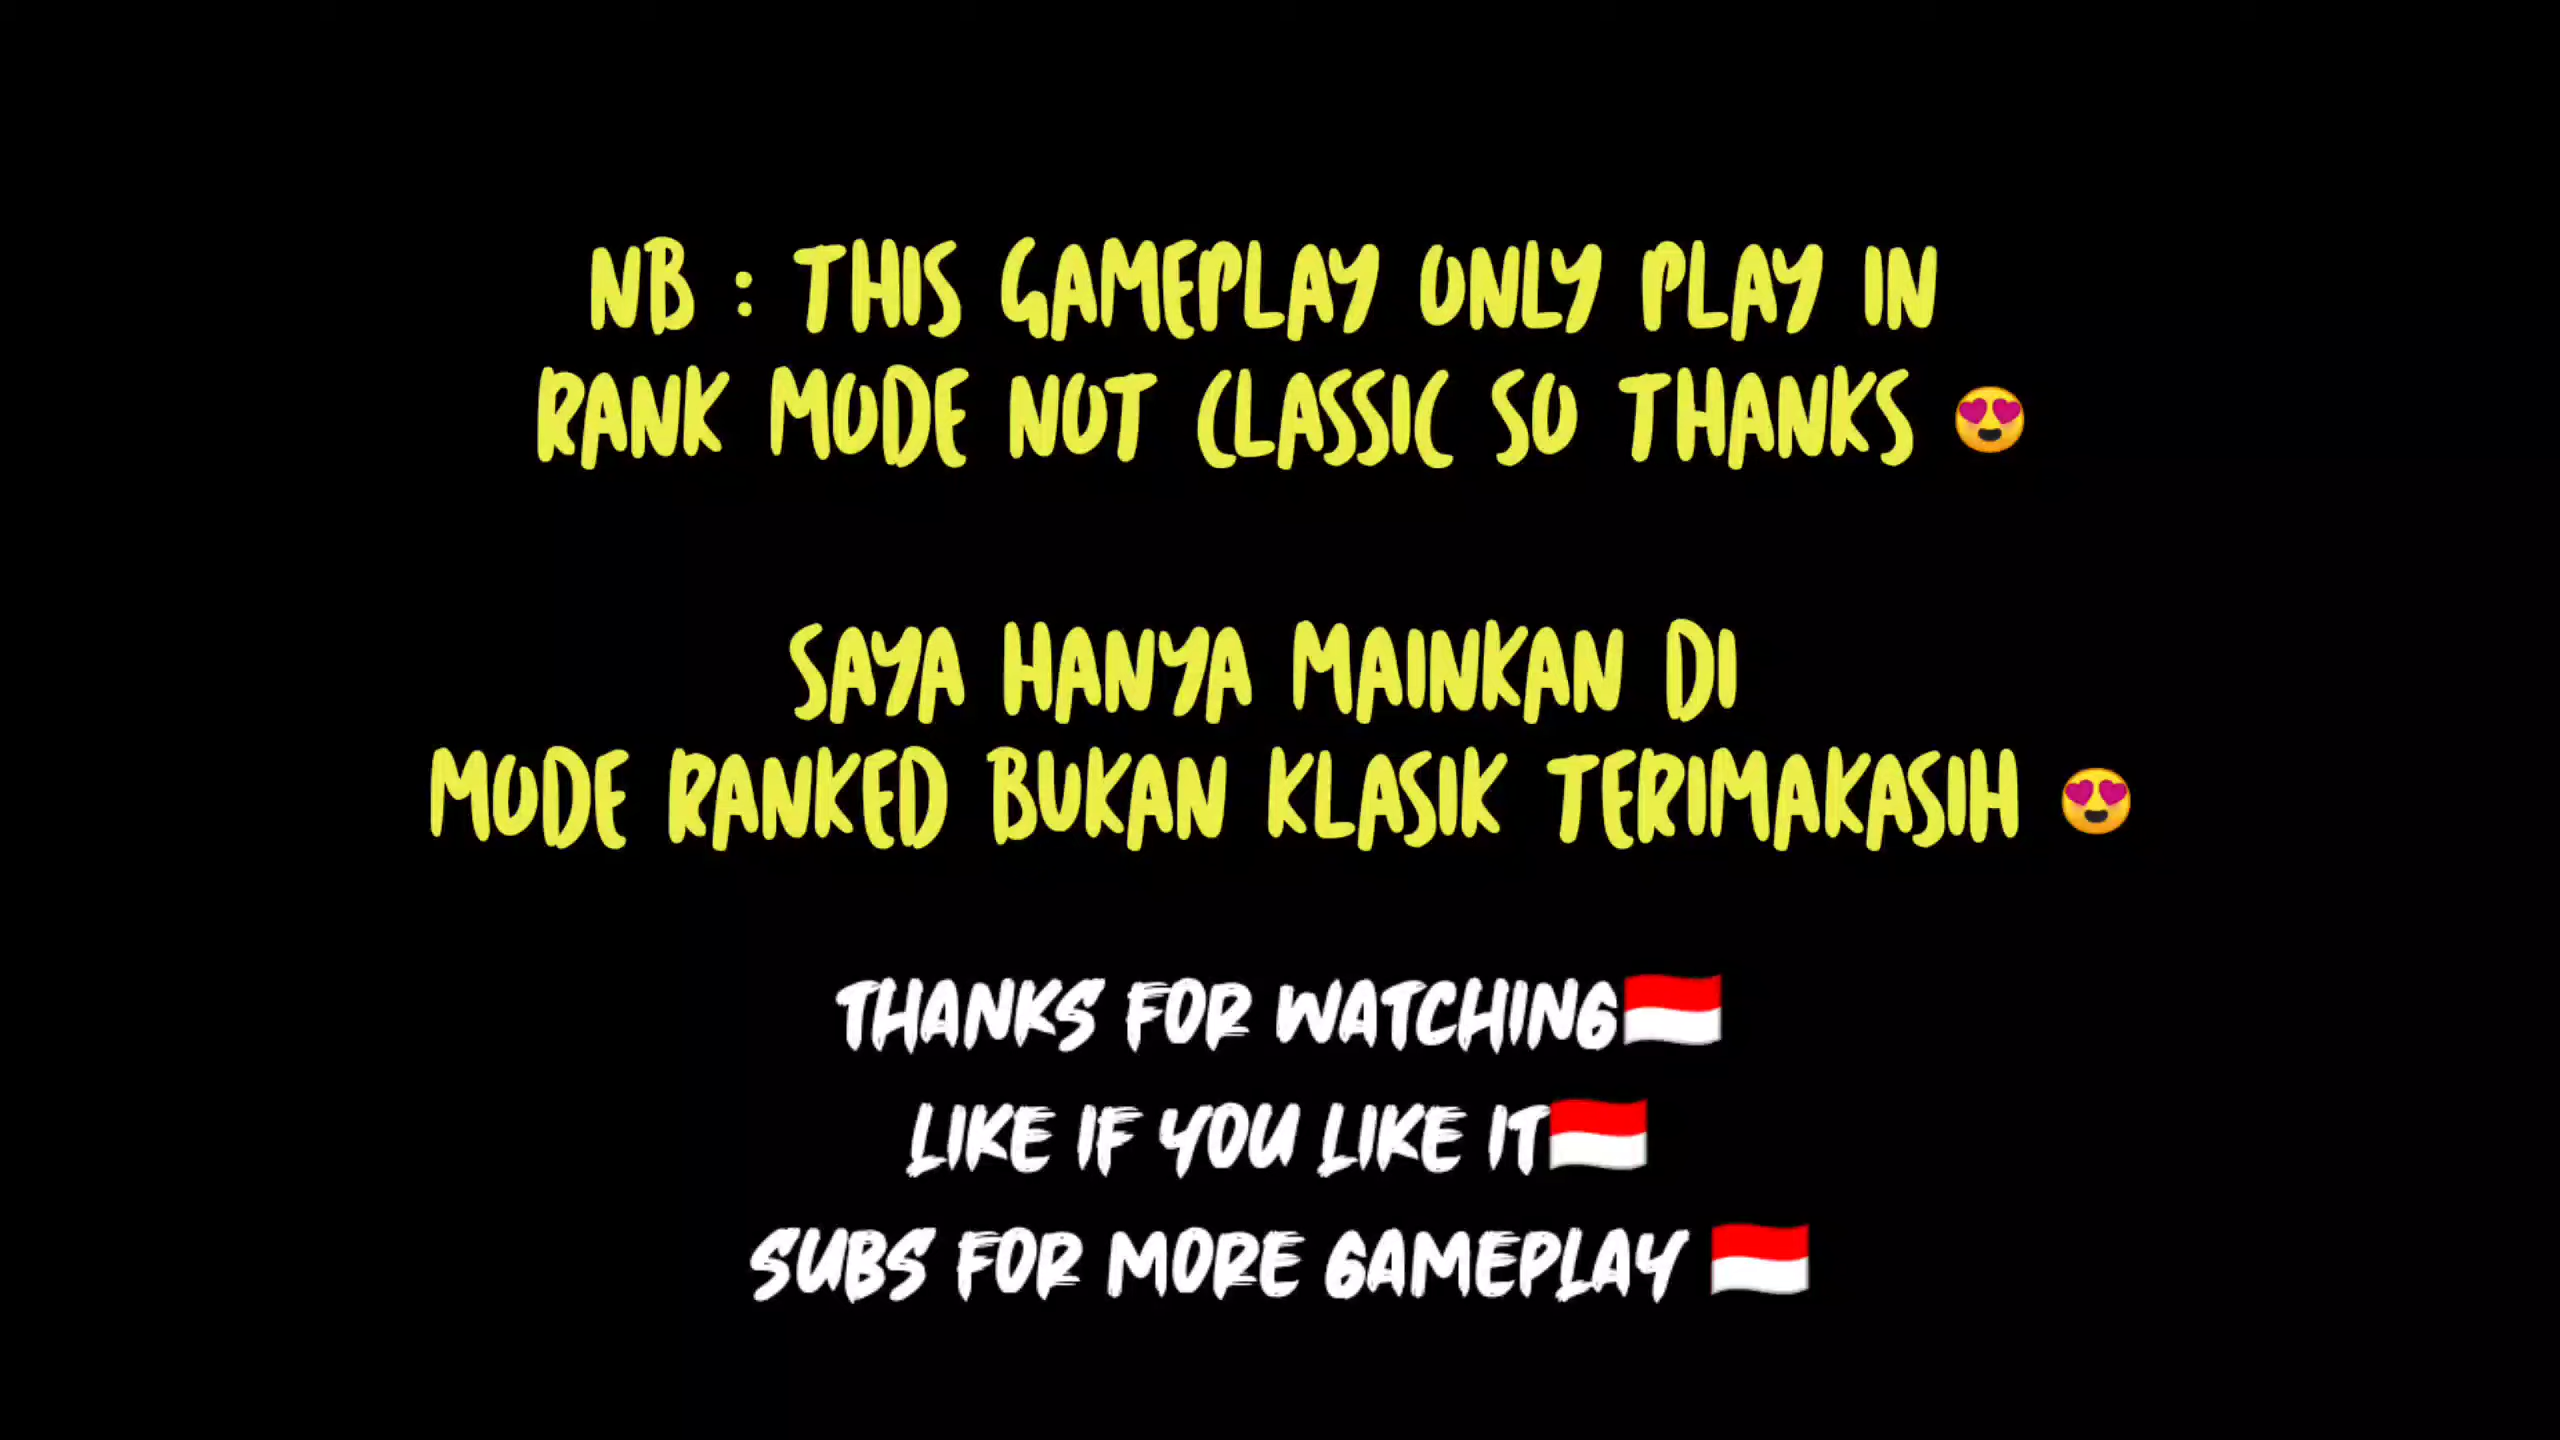 NB : THIS GAMEPLAY ONLY PLAY IN
RANK MODE NOT CLASSIC SO THANKS 😍
SAYA HANYA MAINKAN DI
MODE RANKED BUKAN KLASIK TERIMAKASIH 😍
THANKS FOR WATCHING🇮🇩
LIKE IF YOU LIKE IT🇮🇩
SUBS FOR MORE GAMEPLAY 🇮🇩